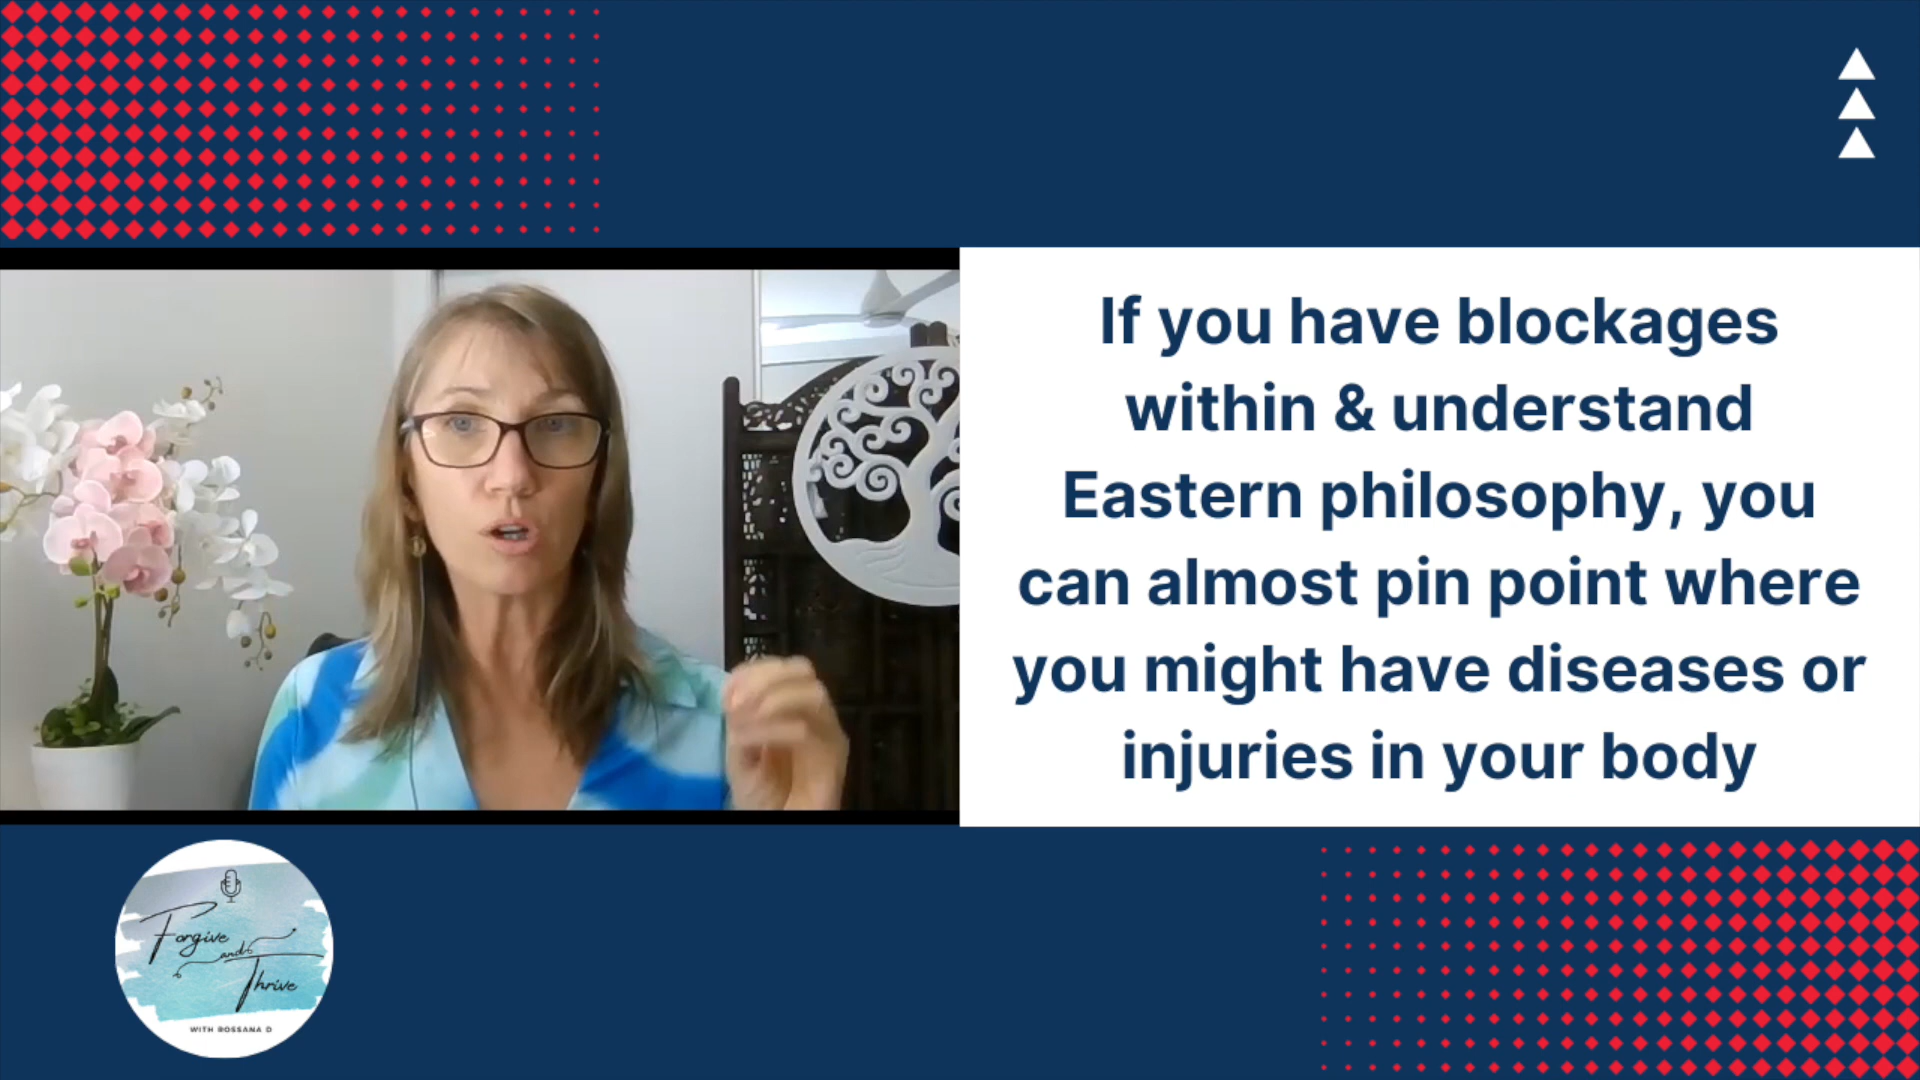 If you have blockages
within & understand
Eastern philosophy, you
can almost pin point where
you might have diseases or
injuries in your body
Forgive
and
Thrive
WITH ROSSANA D